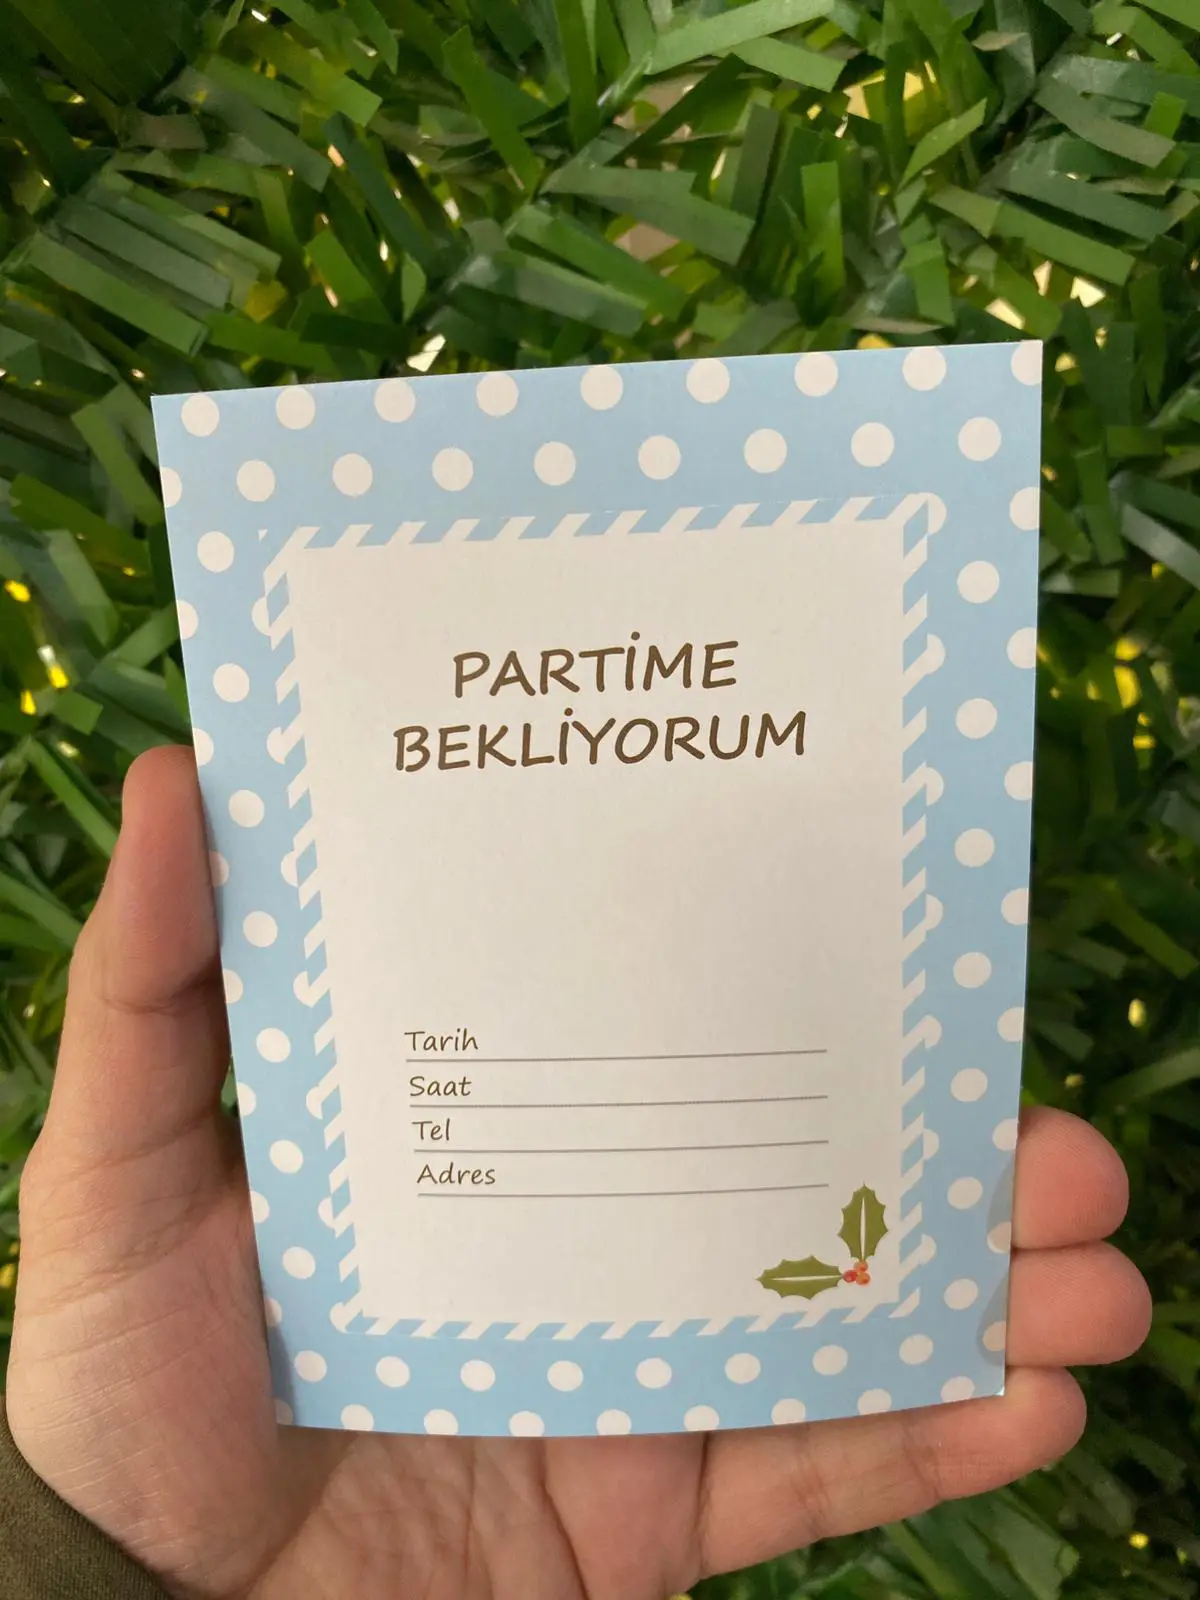 PARTİME
BEKLİYORUM
Tarih
Saat
Tel
Adres